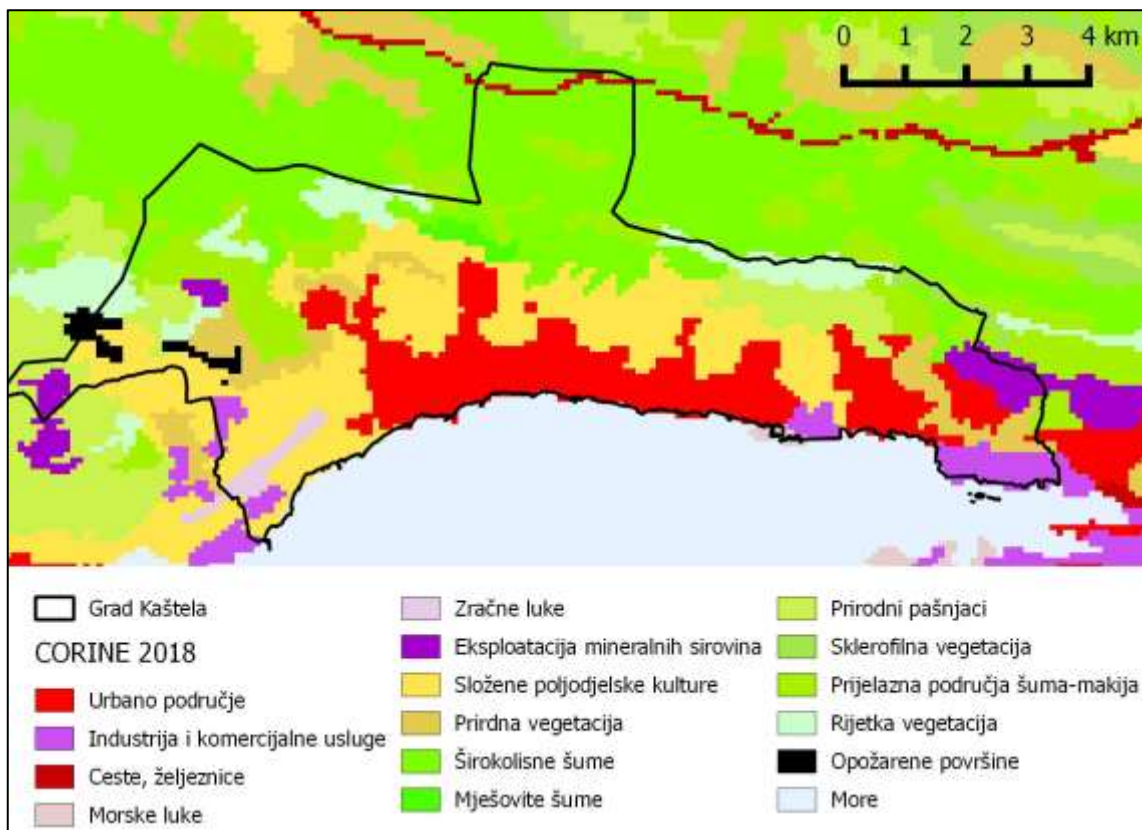 0 1 2 3 4 km
Grad Kaštela
CORINE 2018
Urbano područje
Industrija i komercijalne usluge
Ceste, željeznice
Morske luke
Zračne luke
Eksploatacija mineralnih sirovina
Složene poljodjelske kulture
Prirdna vegetacija
Širokolisne šume
Mješovite šume
Prirodni pašnjaci
Sklerofilna vegetacija
Prijelazna područja šuma-makija
Rijetka vegetacija
Opožarene površine
More